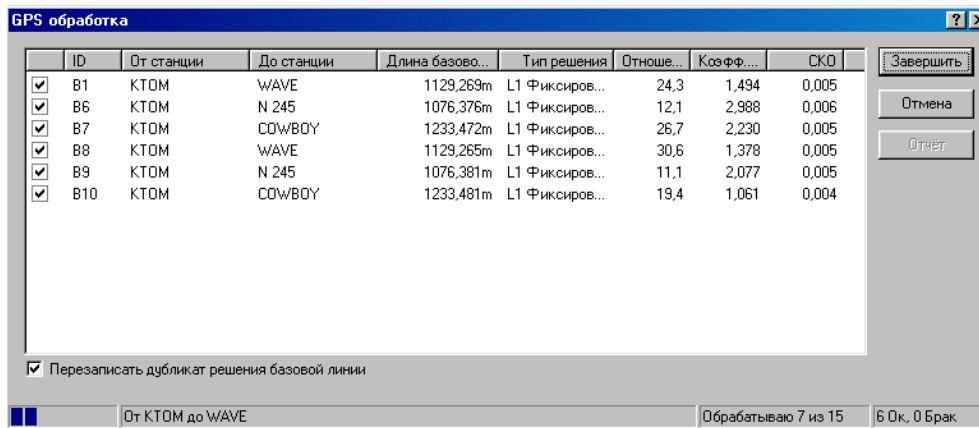 GPS обработка
ID От станции До станции Длина базово... Тип решения Отноше... Коэфф.... СКО
B1 KTOM WAVE 1129,269m L1 Фиксиров... 24,3 1,494 0,005
B6 KTOM N 245 1076,376m L1 Фиксиров... 12,1 2,988 0,006
B7 KTOM COWBOY 1233,472m L1 Фиксиров... 26,7 2,230 0,005
B8 KTOM WAVE 1129,265m L1 Фиксиров... 30,6 1,378 0,005
B9 KTOM N 245 1076,381m L1 Фиксиров... 11,1 2,077 0,005
B10 KTOM COWBOY 1233,481m L1 Фиксиров... 19,4 1,061 0,004
Завершить
Отмена
Отчёт
Перезаписать дубликат решения базовой линии
От KTOM до WAVE Обрабатываю 7 из 15 6 Ок, 0 Брак